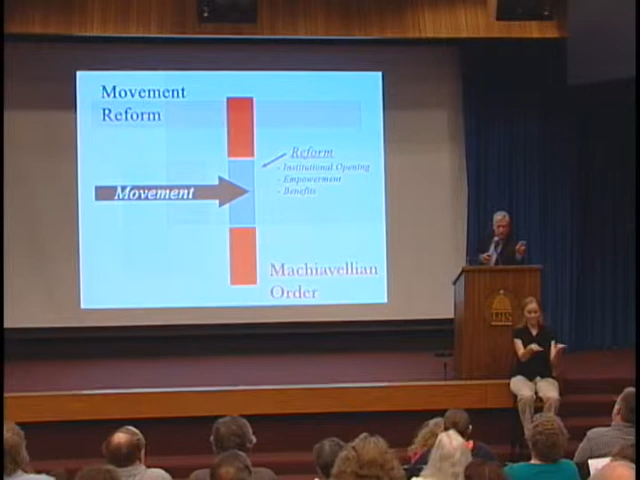 Movement
Reform
Reform
- Institutional Opening
- Empowerment
- Benefits
Movement
Machiavellian
Order